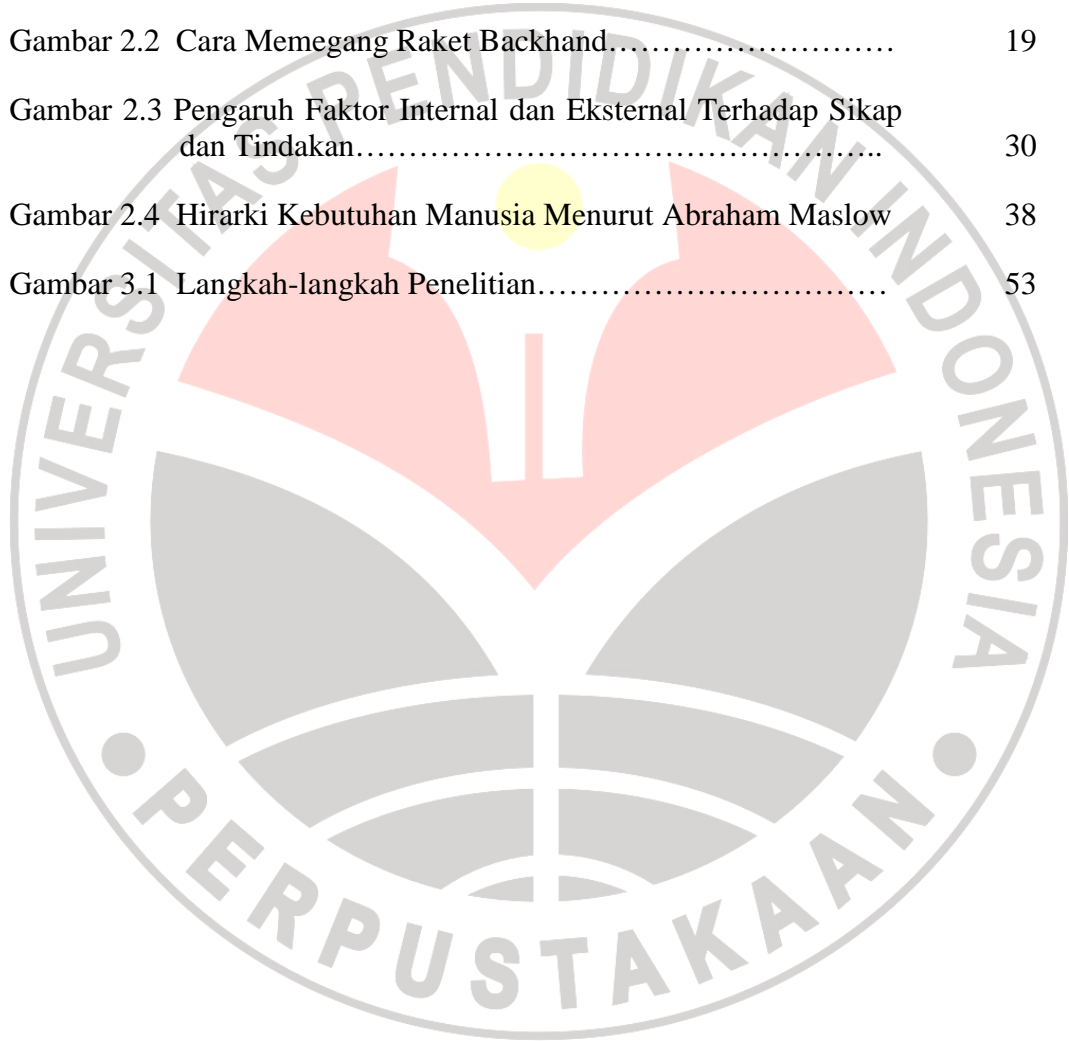 Gambar 2.2 Cara Memegang Raket Backhand……………………… 19
Gambar 2.3 Pengaruh Faktor Internal dan Eksternal Terhadap Sikap
dan Tindakan………………………………………….. 30
Gambar 2.4 Hirarki Kebutuhan Manusia Menurut Abraham Maslow 38
Gambar 3.1 Langkah-langkah Penelitian…………………………… 53
UNIVERSITAS PENDIDIKAN INDONESIA
PERPUSTAKAAN